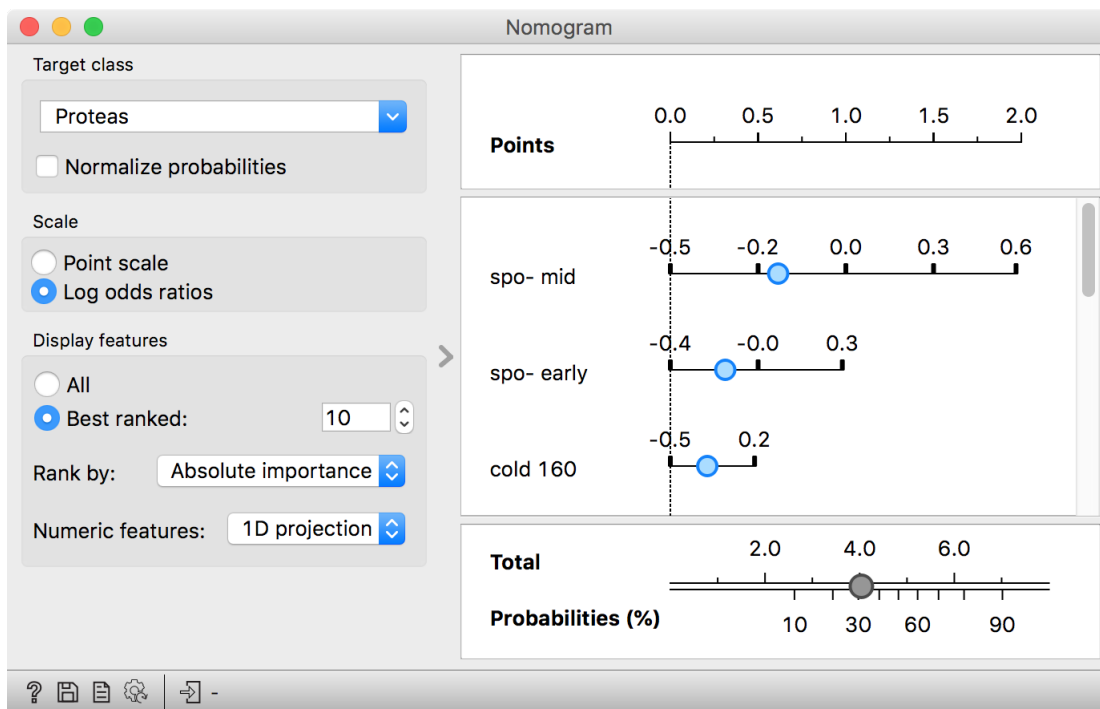 Nomogram
Target class
Proteas
Normalize probabilities
Scale
Point scale
Log odds ratios
Display features
All
Best ranked: 10
Rank by: Absolute importance
Numeric features: 1D projection
0.0 0.5 1.0 1.5 2.0
Points
-0.5 -0.2 0.0 0.3 0.6
spo- mid
-0.4 -0.0 0.3
spo- early
-0.5 0.2
cold 160
2.0 4.0 6.0
Total
Probabilities (%)
10 30 60 90
? -